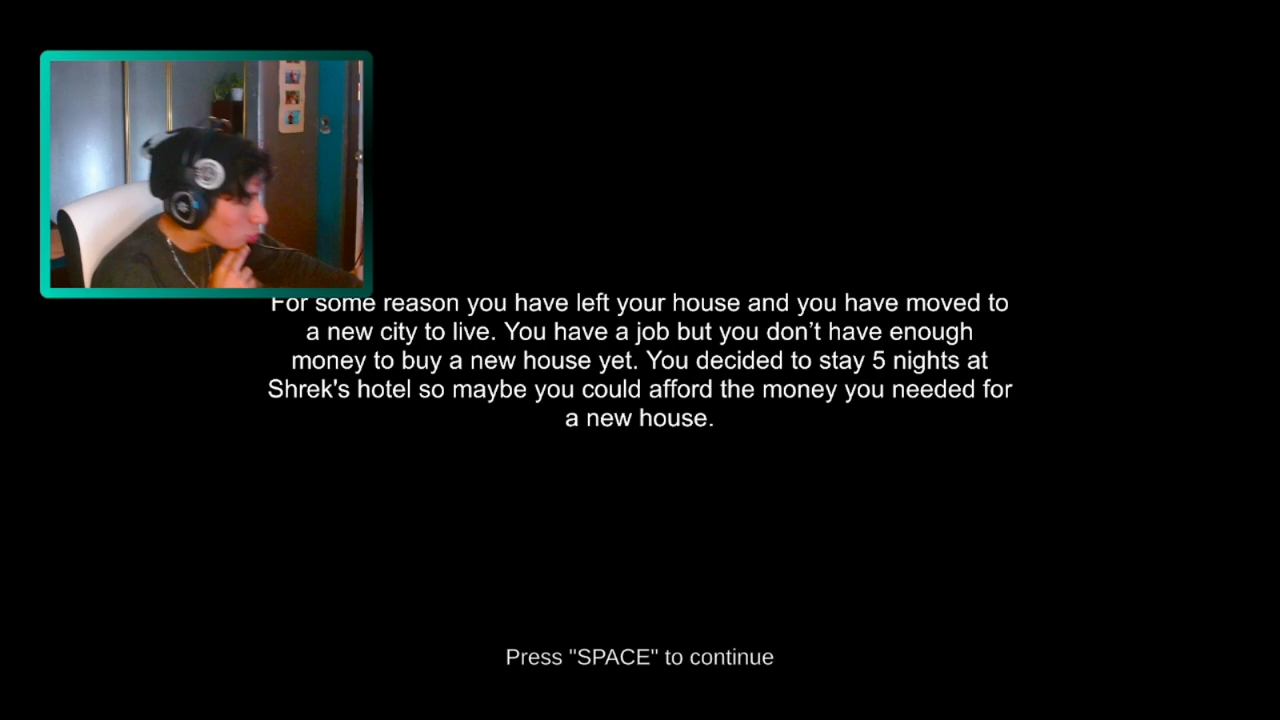 For some reason you have left your house and you have moved to
a new city to live. You have a job but you don’t have enough
money to buy a new house yet. You decided to stay 5 nights at
Shrek's hotel so maybe you could afford the money you needed for
a new house.
Press "SPACE" to continue